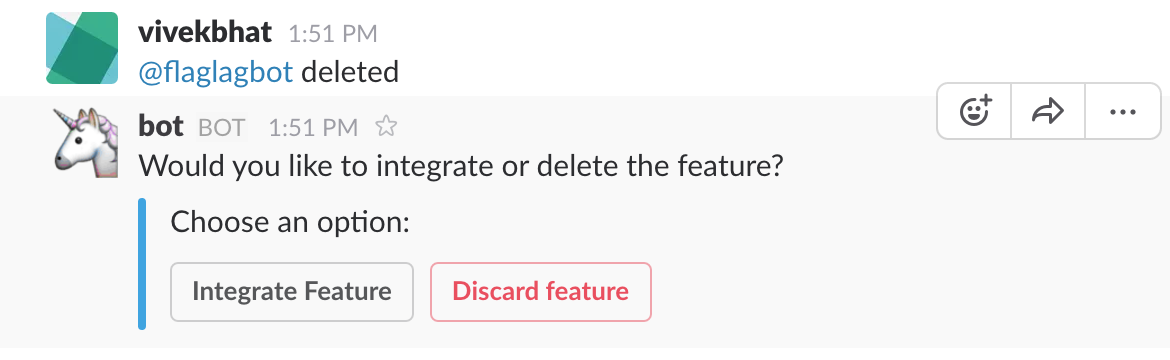 vivekbhat 1:51 PM
@flaglagbot deleted
bot BOT 1:51 PM
Would you like to integrate or delete the feature?
Choose an option:
Integrate Feature Discard feature